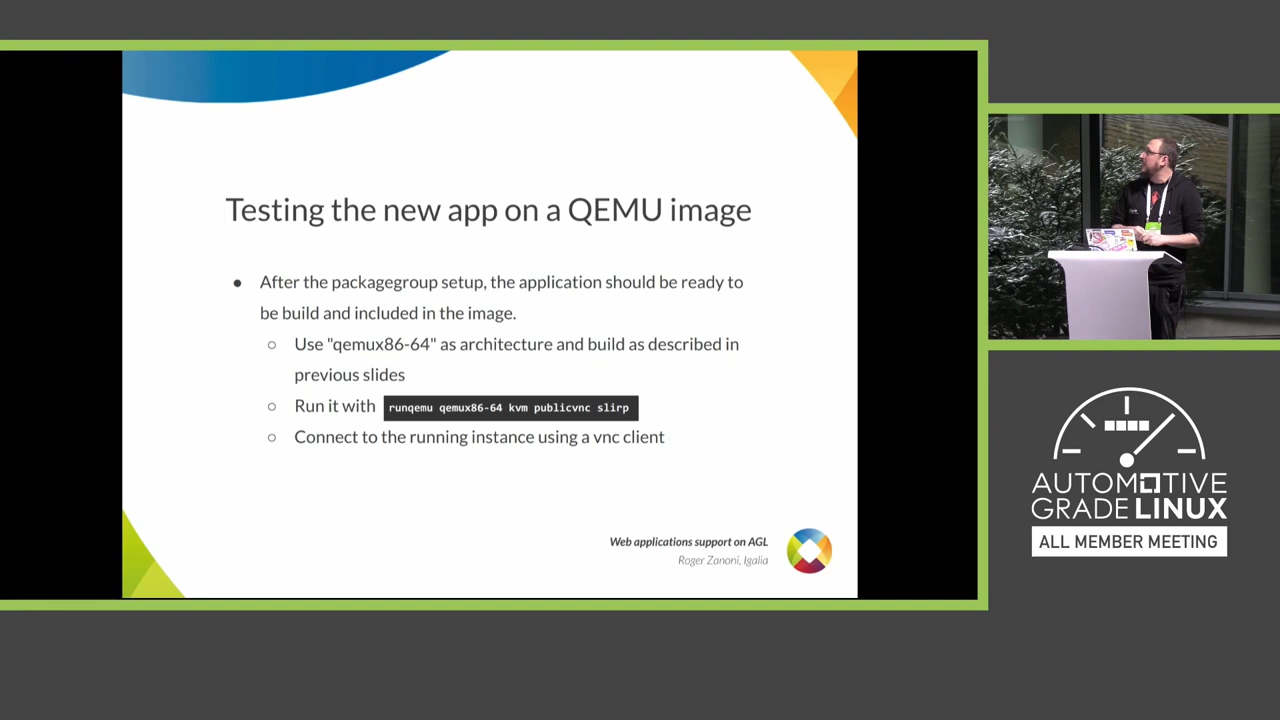 Testing the new app on a QEMU image
● After the packagegroup setup, the application should be ready to
be build and included in the image.
○ Use "qemux86-64" as architecture and build as described in
previous slides
○ Run it with runqemu qemux86-64 kvm publicvnc slirp
○ Connect to the running instance using a vnc client
Web applications support on AGL
Roger Zanoni, Igalia
AUTOMOTIVE
GRADE LINUX
ALL MEMBER MEETING